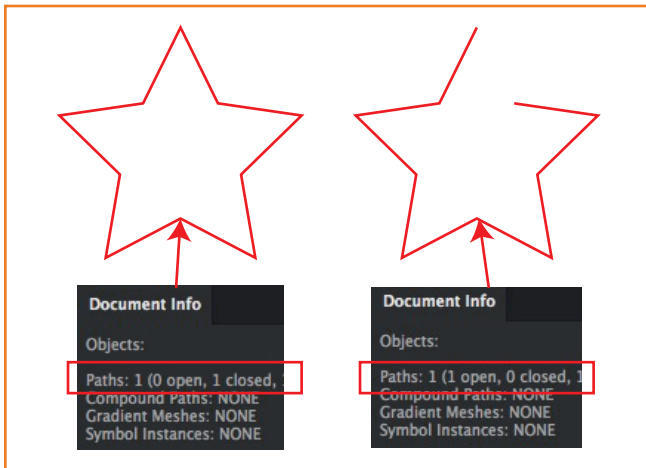 Document Info
Objects:
Paths: 1 (0 open, 1 closed,
Compound Paths: NONE
Gradient Meshes: NONE
Symbol Instances: NONE
Document Info
Objects:
Paths: 1 (1 open, 0 closed, 1
Compound Paths: NONE
Gradient Meshes: NONE
Symbol Instances: NONE